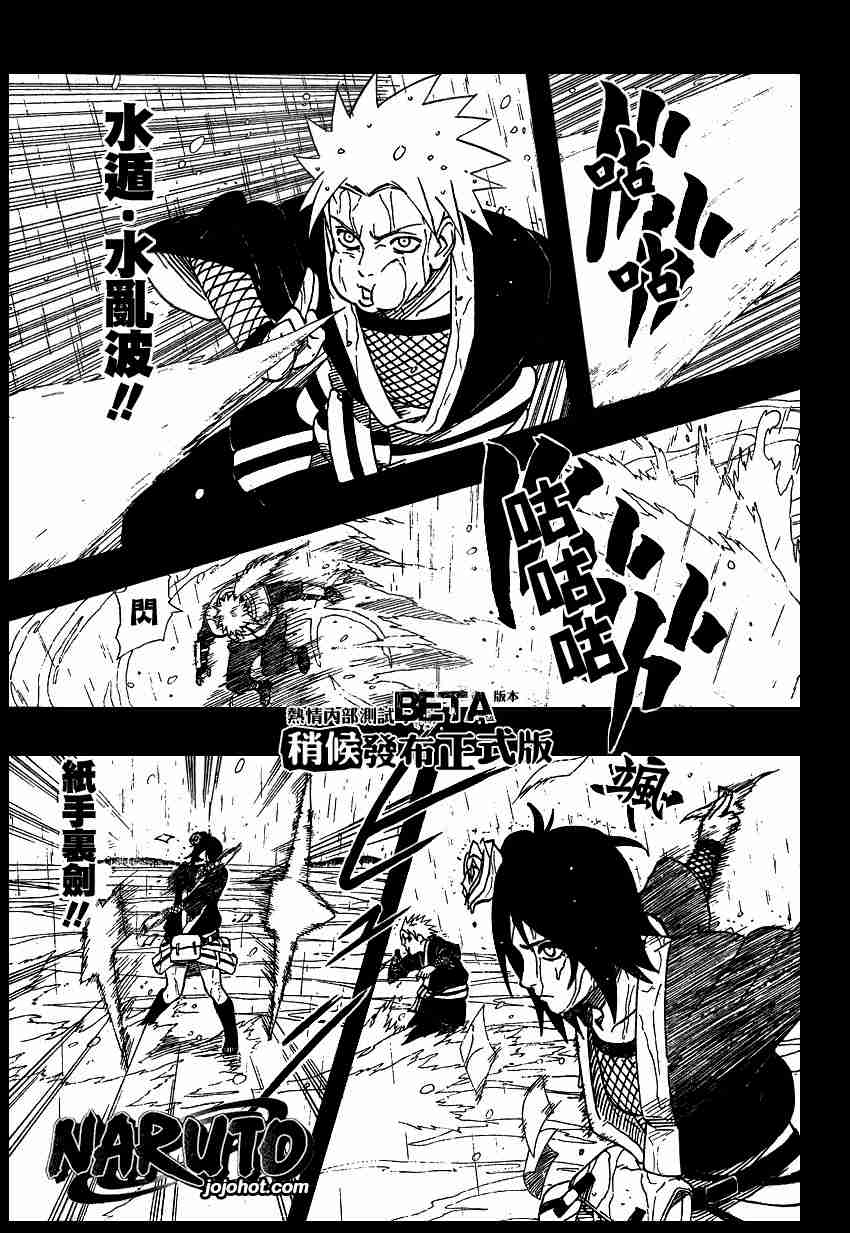 咕咕
水遁·水亂波!!
咕咕咕
閃
熱情內部測試BETA版本
稍候發布正式版
颯
紙手裏劍!!
NARUTO
jojohot.com